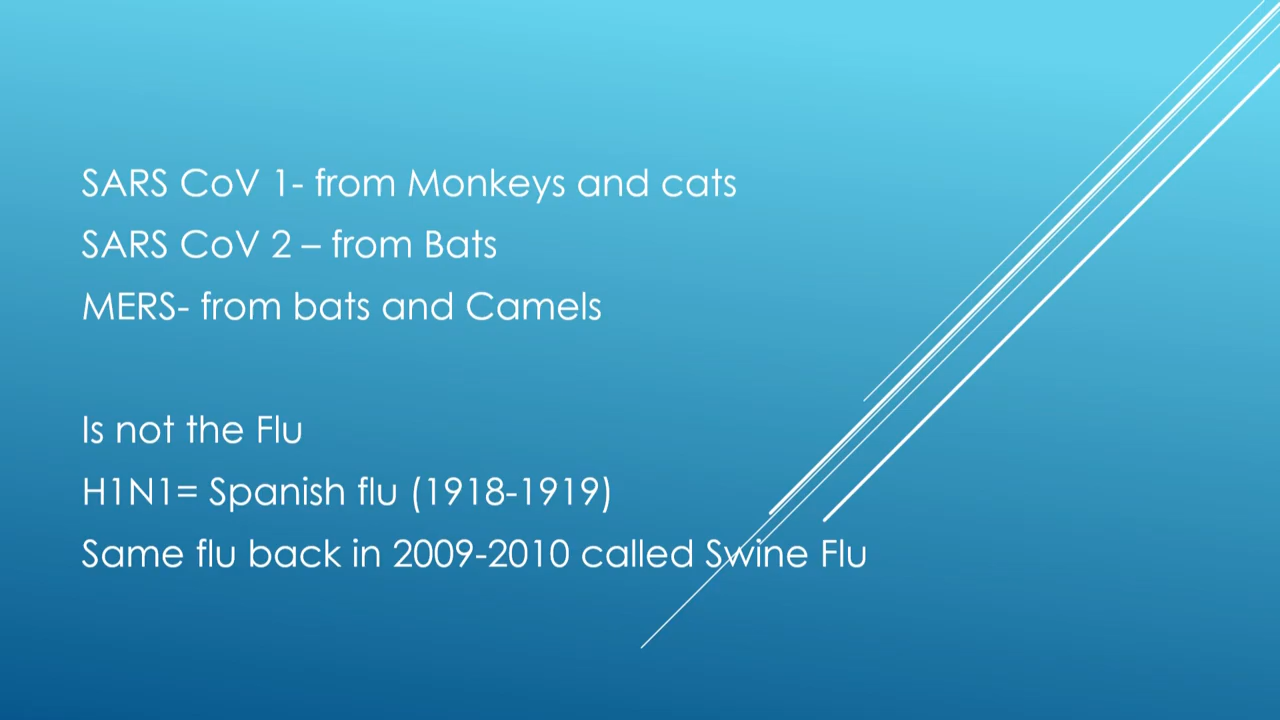 SARS CoV 1- from Monkeys and cats
SARS CoV 2 – from Bats
MERS- from bats and Camels
Is not the Flu
H1N1= Spanish flu (1918-1919)
Same flu back in 2009-2010 called Swine Flu